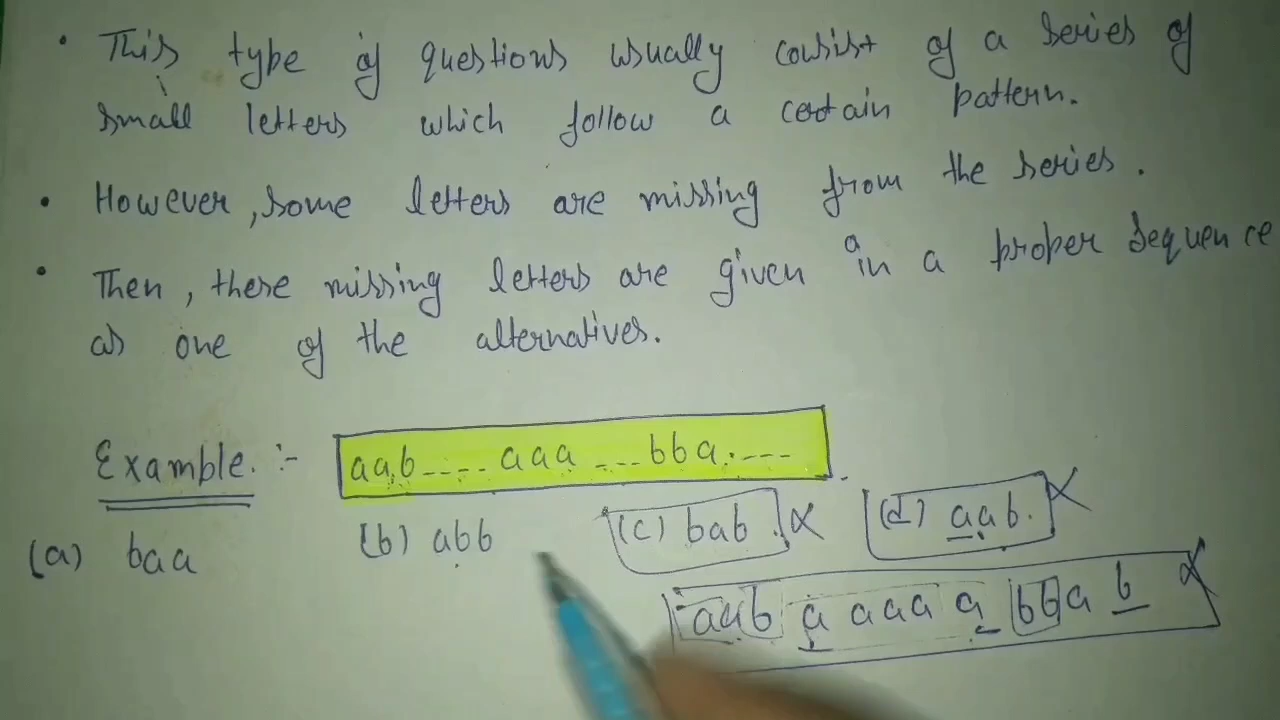 • This type of questions usually cosist of a series of
small letters which follow a certain pattern.
• However, some letters are missing from the series.
• Then, these missing letters are given in a proper sequence
as one of the alternatives.
Examble. :- aab---- aaa ---bba.---- .
(a) baa (b) abb (c) bab. X (d) aab. X
aab a aaa a bba b X